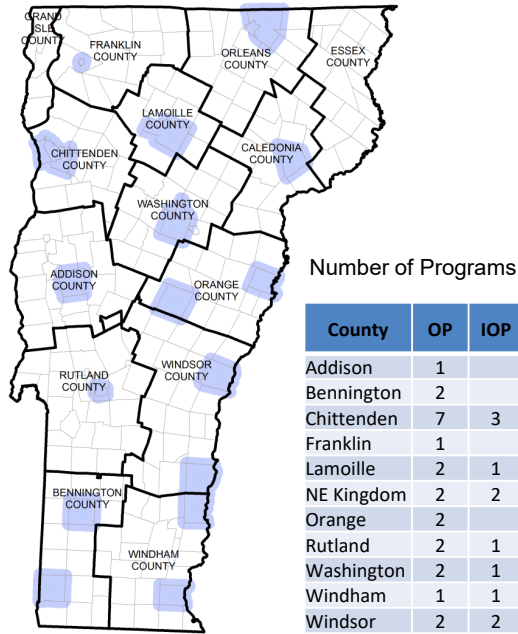 GRAND
ISLE
COUNTY
FRANKLIN
COUNTY
ORLEANS
COUNTY
ESSEX
COUNTY
LAMOILLE
COUNTY
CHITTENDEN
COUNTY
CALEDONIA
COUNTY
WASHINGTON
COUNTY
ADDISON
COUNTY
ORANGE
COUNTY
RUTLAND
COUNTY
WINDSOR
COUNTY
BENNINGTON
COUNTY
WINDHAM
COUNTY
Number of Programs
County OP IOP
Addison 1
Bennington 2
Chittenden 7 3
Franklin 1
Lamoille 2 1
NE Kingdom 2 2
Orange 2
Rutland 2 1
Washington 2 1
Windham 1 1
Windsor 2 2